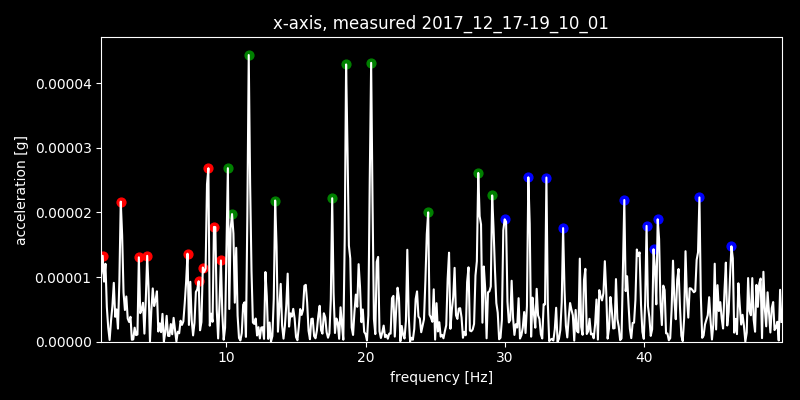 x-axis, measured 2017_12_17-19_10_01
acceleration [g]
0.00004
0.00003
0.00002
0.00001
0.00000
10 20 30 40
frequency [Hz]